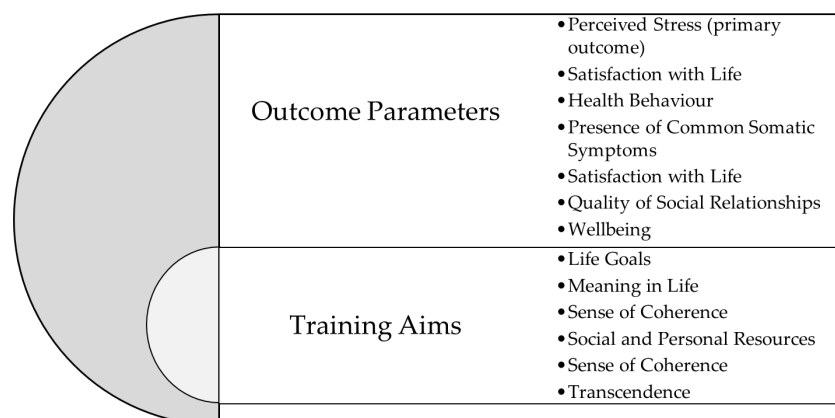 Outcome Parameters
•Perceived Stress (primary
outcome)
•Satisfaction with Life
•Health Behaviour
•Presence of Common Somatic
Symptoms
•Satisfaction with Life
•Quality of Social Relationships
•Wellbeing
Training Aims
•Life Goals
•Meaning in Life
•Sense of Coherence
•Social and Personal Resources
•Sense of Coherence
•Transcendence